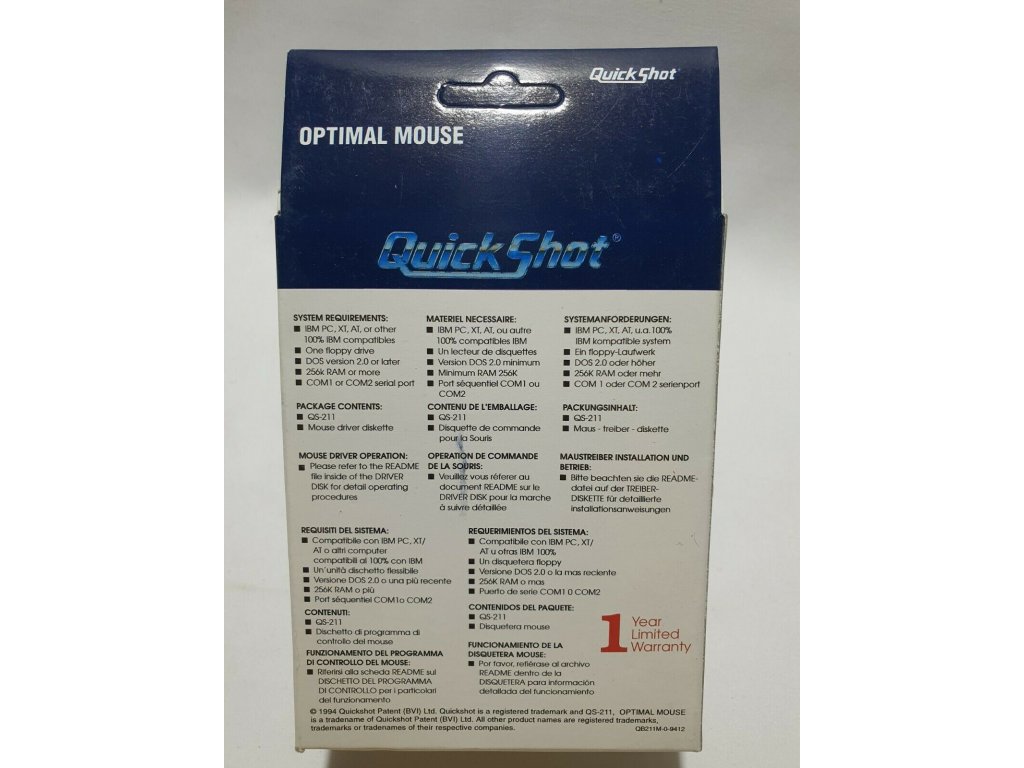 QuickShot
OPTIMAL MOUSE
QuickShot®
SYSTEM REQUIREMENTS:
■ IBM PC, XT, AT, or other
100% IBM compatibles
■ One floppy drive
■ DOS version 2.0 or later
■ 256k RAM or more
■ COM1 or COM2 serial port
PACKAGE CONTENTS:
■ QS-211
■ Mouse driver diskette
MOUSE DRIVER OPERATION:
■ Please refer to the README
file inside of the DRIVER
DISK for detail operating
procedures
MATERIEL NECESSAIRE:
■ IBM PC, XT, AT, ou autre
100% compatibles IBM
■ Un lecteur de disquettes
■ Version DOS 2.0 minimum
■ Minimum RAM 256K
■ Port séquentiel COM1 ou
COM2
CONTENU DE L'EMBALLAGE:
■ QS-211
■ Disquette de commande
pour la Souris
OPERATION DE COMMANDE
DE LA SOURIS:
■ Veuillez vous réferer au
document README sur le
DRIVER DISK pour la marche
à suivre détaillée
SYSTEMANFORDERUNGEN:
■ IBM PC, XT, AT, u.a.100%
IBM kompatible system
■ Ein floppy-Laufwerk
■ DOS 2.0 oder höher
■ 256K RAM oder mehr
■ COM 1 oder COM 2 serienport
PACKUNGSINHALT:
■ QS-211
■ Maus - treiber - diskette
MAUSTREIBER INSTALLATION UND
BETRIEB:
■ Bitte beachten sie die README-
datei auf der TREIBER-
DISKETTE für detaillierte
installationsanweisungen
REQUISITI DEL SISTEMA:
■ Compatibile con IBM PC, XT/
AT o altri computer
compatibili al 100% con IBM
■ Un'unità dischetto flessibile
■ Versione DOS 2.0 o una più recente
■ 256K RAM o più
■ Port séquentiel COM1o COM2
CONTENUTI:
■ QS-211
■ Dischetto di programma di
controllo del mouse
FUNZIONAMENTO DEL PROGRAMMA
DI CONTROLLO DEL MOUSE:
■ Riferirsi alla scheda README sul
DISCHETTO DEL PROGRAMMA
DI CONTROLLO per i particolari
del funzionamento
REQUERIMIENTOS DEL SISTEMA:
■ Compatibile con IBM PC, XT/
AT u otras IBM 100%
■ Un disquetera floppy
■ Versione DOS 2.0 o la mas reciente
■ 256K RAM o mas
■ Puerto de serie COM1 0 COM2
CONTENIDOS DEL PAQUETE:
■ QS-211
■ Disquetera mouse
FUNCIONAMIENTO DE LA
DISQUETERA MOUSE:
■ Por favor, refiérase al archivo
README dentro de la
DISQUETERA para información
detallada del funcionamiento
1 Year
Limited
Warranty
© 1994 Quickshot Patent (BVI) Ltd. Quickshot is a registered trademark and QS-211, OPTIMAL MOUSE
is a tradename of Quickshot Patent (BVI) Ltd. All other product names are registered trademarks,
trademarks or tradenames of their respective companies.
QB211M-0-9412